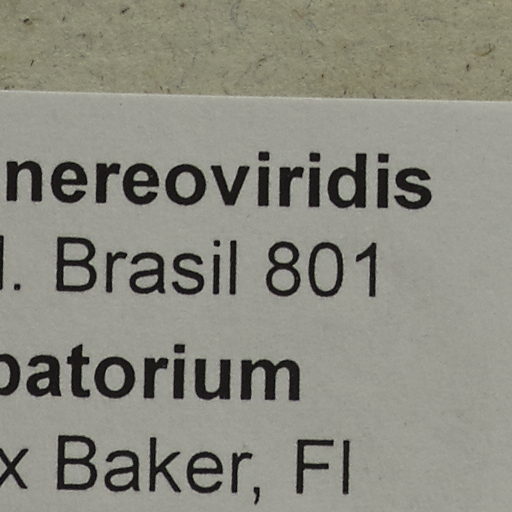 nereoviridis
l. Brasil 801
patorium
x Baker, Fl